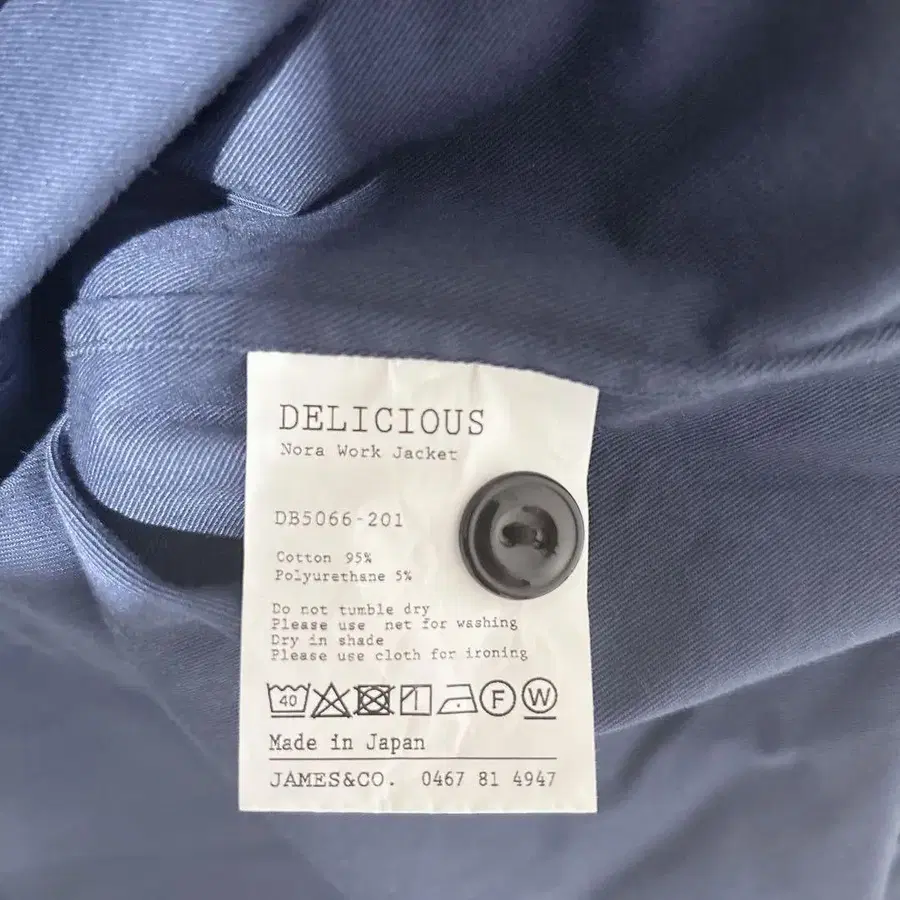 DELICIOUS
Nora Work Jacket
DB5066-201
Cotton 95%
Polyurethane 5%
Do not tumble dry
Please use net for washing
Dry in shade
Please use cloth for ironing
40 F W
Made in Japan
JAMES&CO. 0467 81 4947